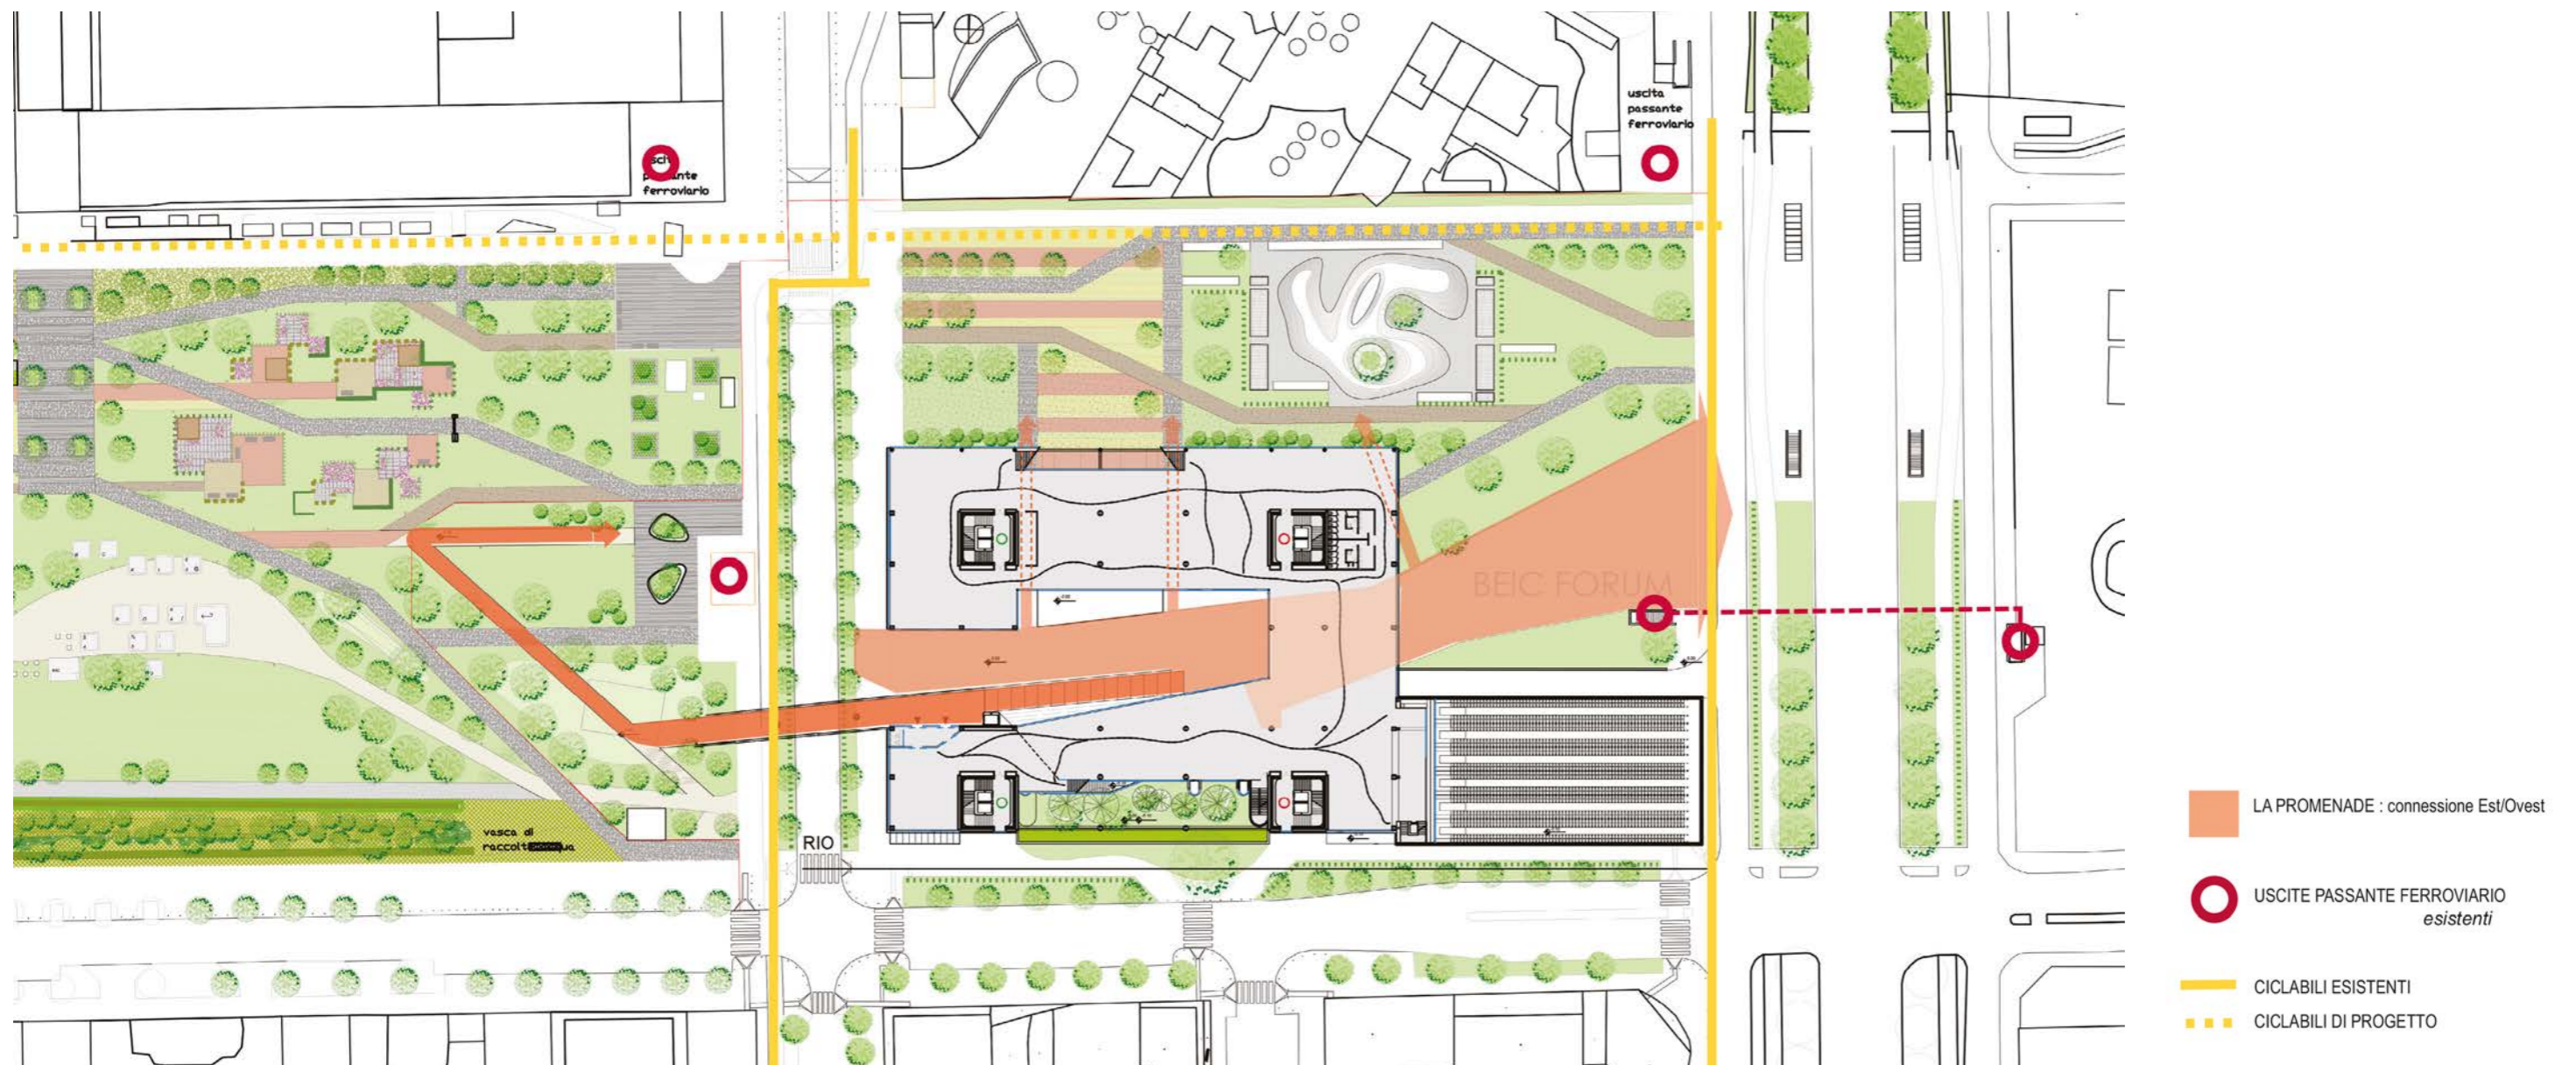 uscita
passante
ferroviario
ferroviario
BEIC FORUM
vasca di
RIO
LA PROMENADE : connessione Est/Ovest
USCITE PASSANTE FERROVIARIO
esistenti
CICLABILI ESISTENTI
CICLABILI DI PROGETTO